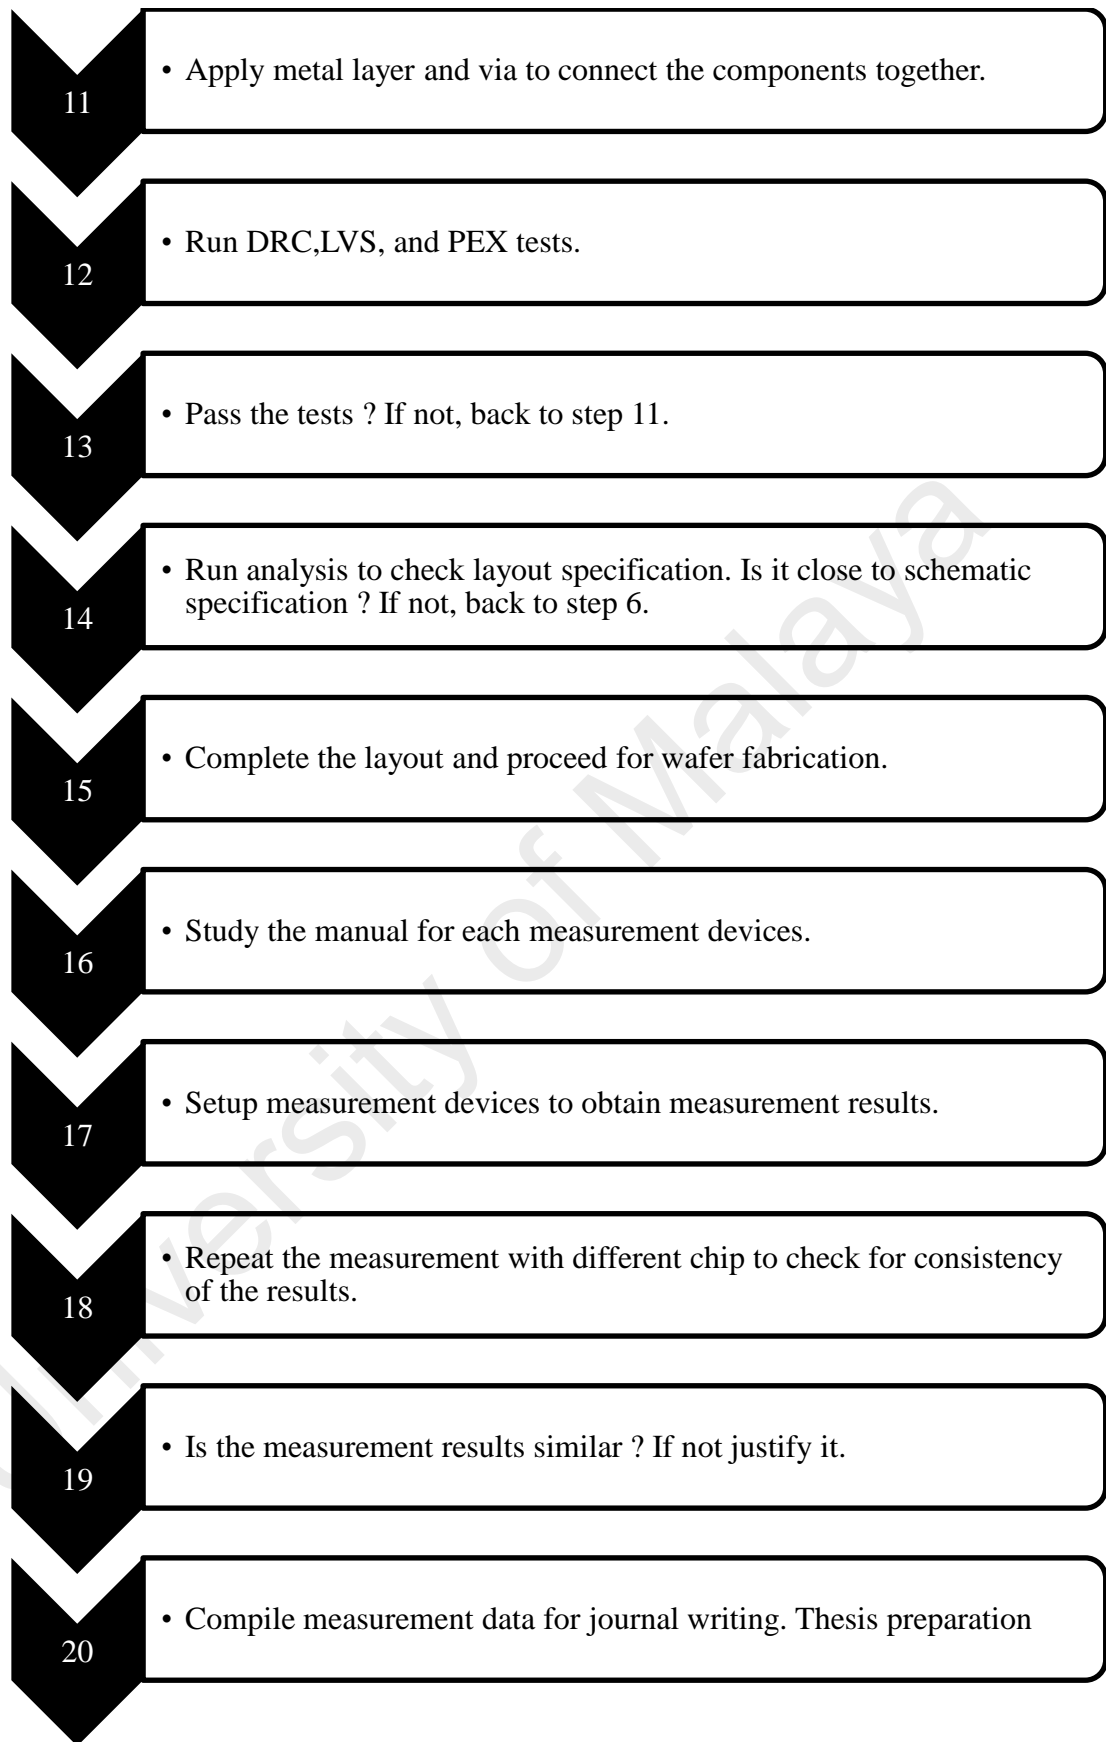 11
• Apply metal layer and via to connect the components together.
12
• Run DRC,LVS, and PEX tests.
13
• Pass the tests ? If not, back to step 11.
14
• Run analysis to check layout specification. Is it close to schematic
specification ? If not, back to step 6.
15
• Complete the layout and proceed for wafer fabrication.
16
• Study the manual for each measurement devices.
17
• Setup measurement devices to obtain measurement results.
18
• Repeat the measurement with different chip to check for consistency
of the results.
19
• Is the measurement results similar ? If not justify it.
20
• Compile measurement data for journal writing. Thesis preparation
University of Malaya